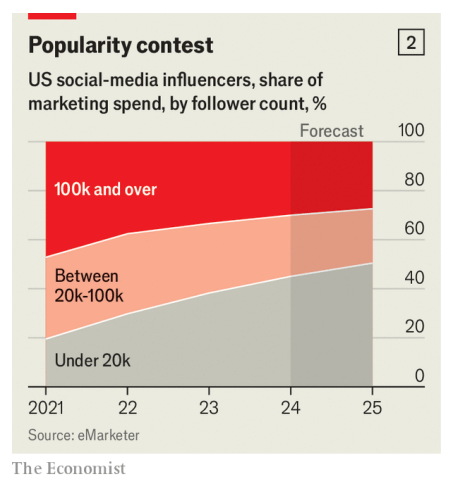 Popularity contest
2
US social-media influencers, share of
marketing spend, by follower count, %
Forecast
100
80
60
40
20
0
100k and over
Between
20k-100k
Under 20k
2021 22 23 24 25
Source: eMarketer
The Economist